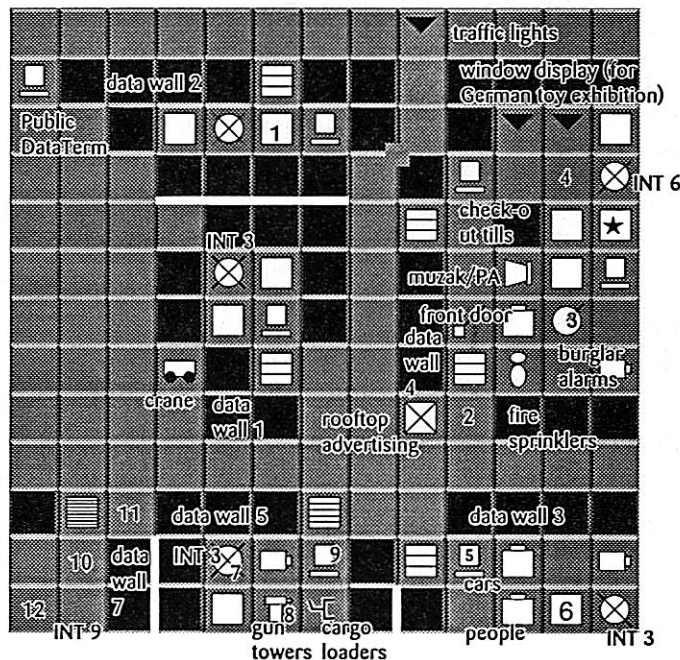 traffic lights
data wall 2
window display (for
German toy exhibition)
Public
DataTerm
1
4
INT 6
check-o
ut tills
INT 3
muzak/PA
front door
3
data
wall
4
burglar
alarms
crane
data
wall 1
rooftop
advertising
2
fire
sprinklers
11
data wall 5
data wall 3
10
data
wall
7
INT 3
7
9
5
cars
12
INT 9
8
gun
towers
cargo
loaders
people
6
INT 3